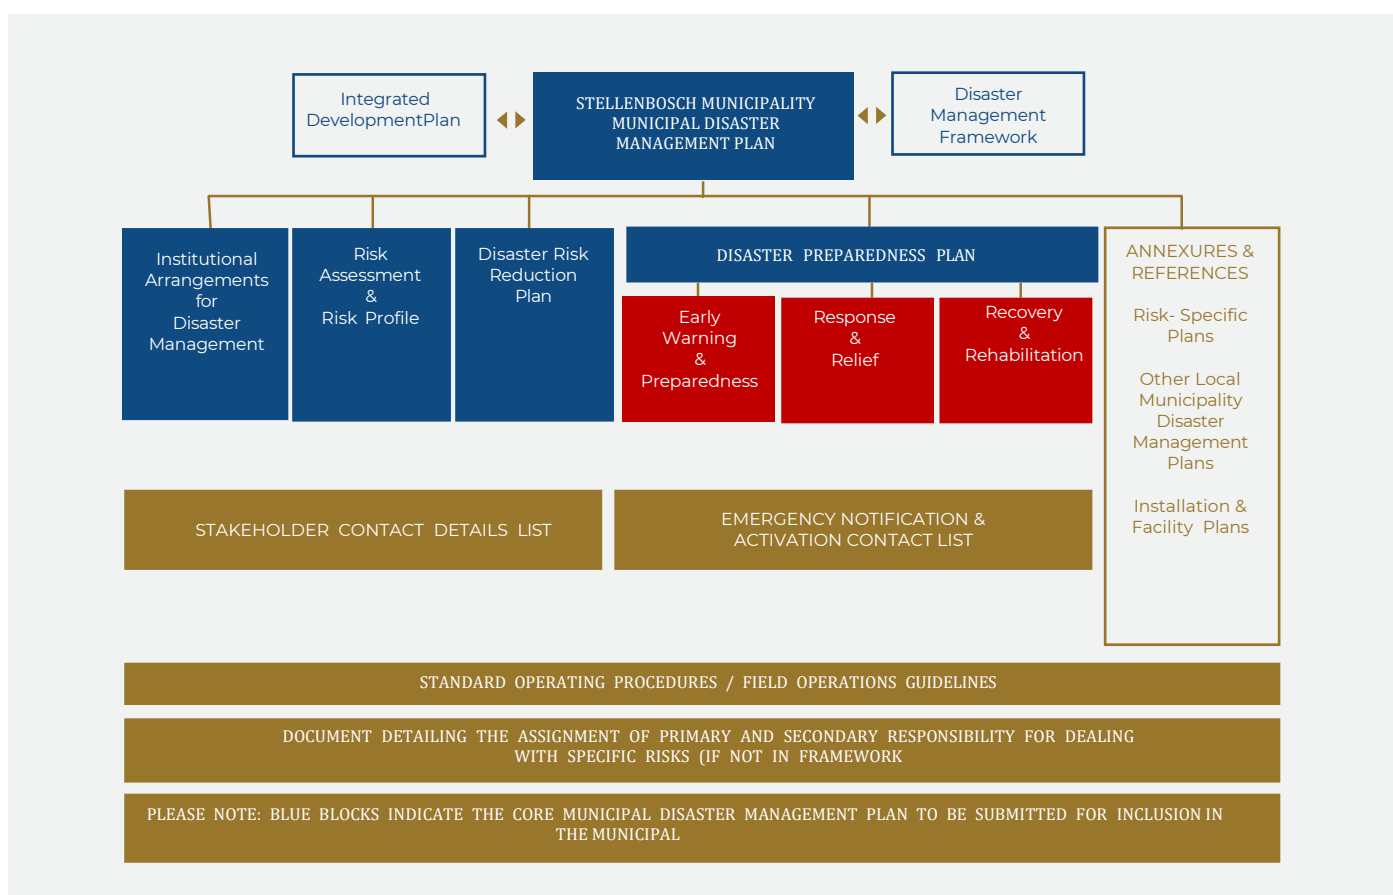 Integrated
DevelopmentPlan
STELLENBOSCH MUNICIPALITY
MUNICIPAL DISASTER
MANAGEMENT PLAN
Disaster
Management
Framework
Institutional
Arrangements
for
Disaster
Management
Risk
Assessment
&
Risk Profile
Disaster Risk
Reduction
Plan
DISASTER PREPAREDNESS PLAN
Early
Warning
&
Preparedness
Response
&
Relief
Recovery
&
Rehabilitation
ANNEXURES &
REFERENCES
Risk- Specific
Plans
Other Local
Municipality
Disaster
Management
Plans
Installation &
Facility Plans
STAKEHOLDER CONTACT DETAILS LIST
EMERGENCY NOTIFICATION &
ACTIVATION CONTACT LIST
STANDARD OPERATING PROCEDURES / FIELD OPERATIONS GUIDELINES
DOCUMENT DETAILING THE ASSIGNMENT OF PRIMARY AND SECONDARY RESPONSIBILITY FOR DEALING
WITH SPECIFIC RISKS (IF NOT IN FRAMEWORK
PLEASE NOTE: BLUE BLOCKS INDICATE THE CORE MUNICIPAL DISASTER MANAGEMENT PLAN TO BE SUBMITTED FOR INCLUSION IN
THE MUNICIPAL